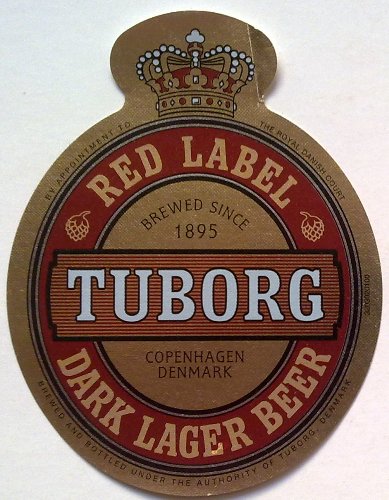 BY APPOINTMENT TO THE ROYAL DANISH COURT
RED LABEL
BREWED SINCE
1895
TUBORG
COPENHAGEN
DENMARK
DARK LAGER BEER
BREWED AND BOTTLED UNDER THE AUTHORITY OF TUBORG, DENMARK